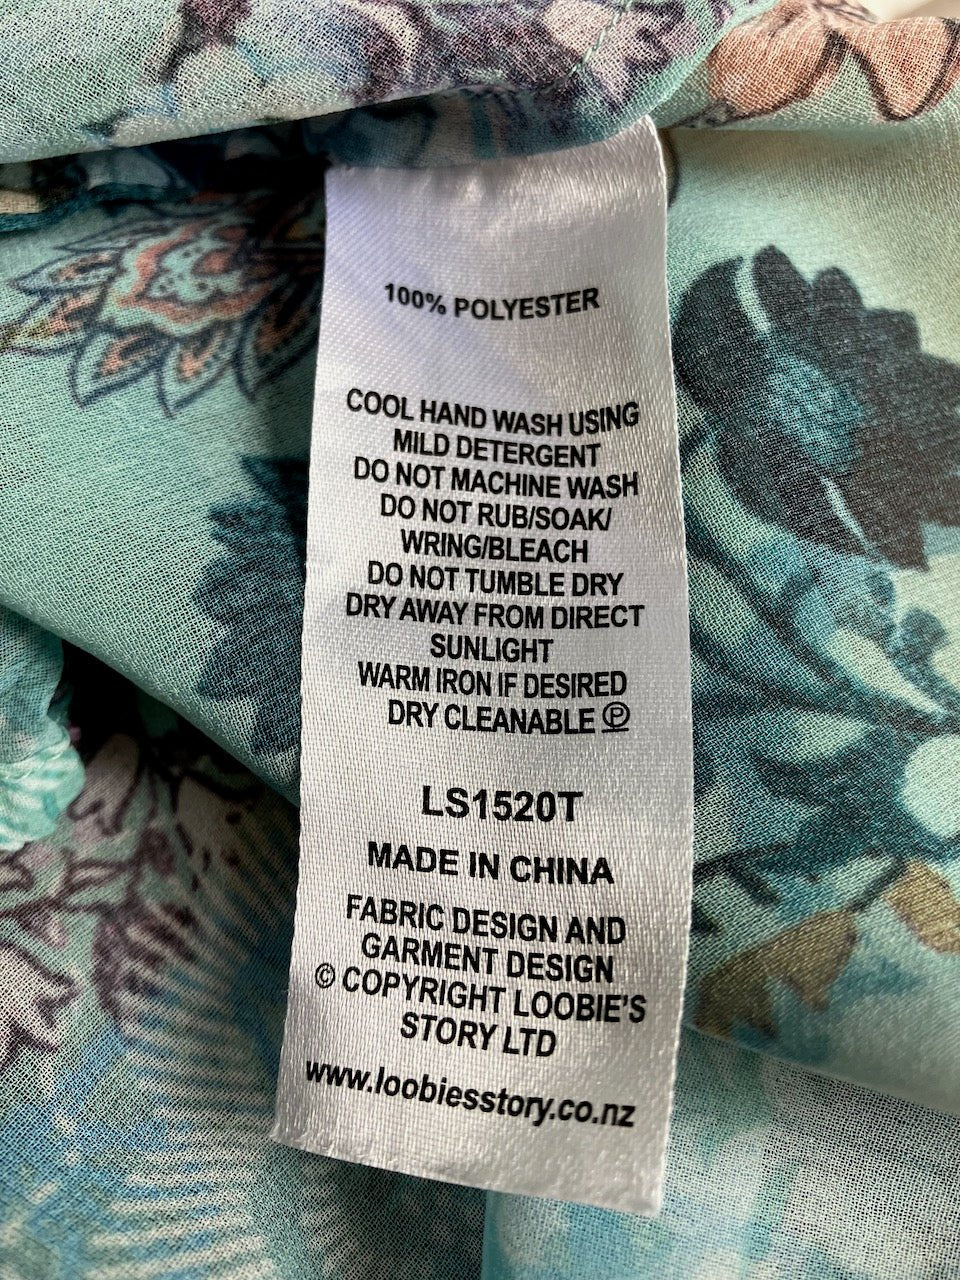 100% POLYESTER
COOL HAND WASH USING
MILD DETERGENT
DO NOT MACHINE WASH
DO NOT RUB/SOAK/
WRING/BLEACH
DO NOT TUMBLE DRY
DRY AWAY FROM DIRECT
SUNLIGHT
WARM IRON IF DESIRED
DRY CLEANABLE Ⓟ
LS1520T
MADE IN CHINA
FABRIC DESIGN AND
GARMENT DESIGN
© COPYRIGHT LOOBIE'S
STORY LTD
www.loobiesstory.co.nz